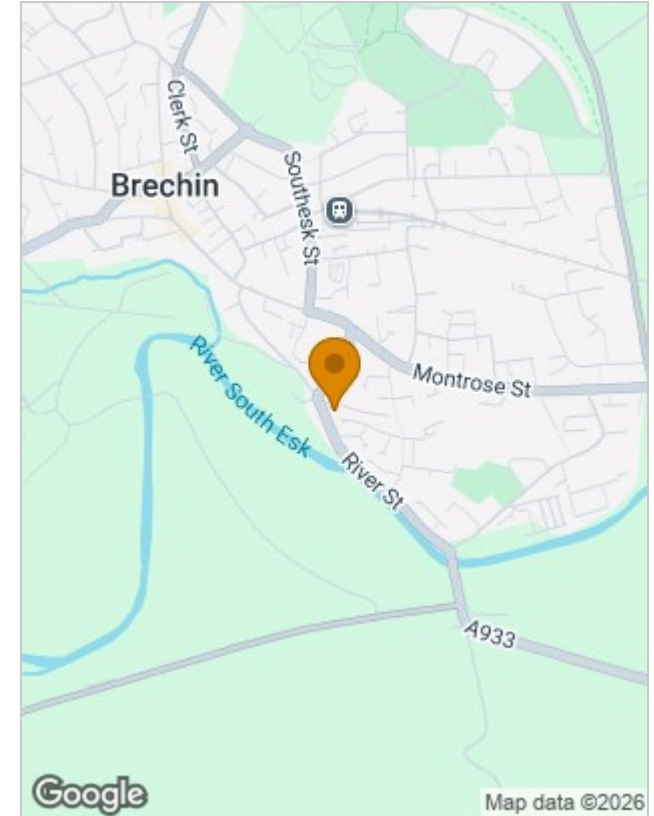 Clerk St
Brechin
Southesk St
River South Esk
Montrose St
River St
A933
Google
Map data ©2026